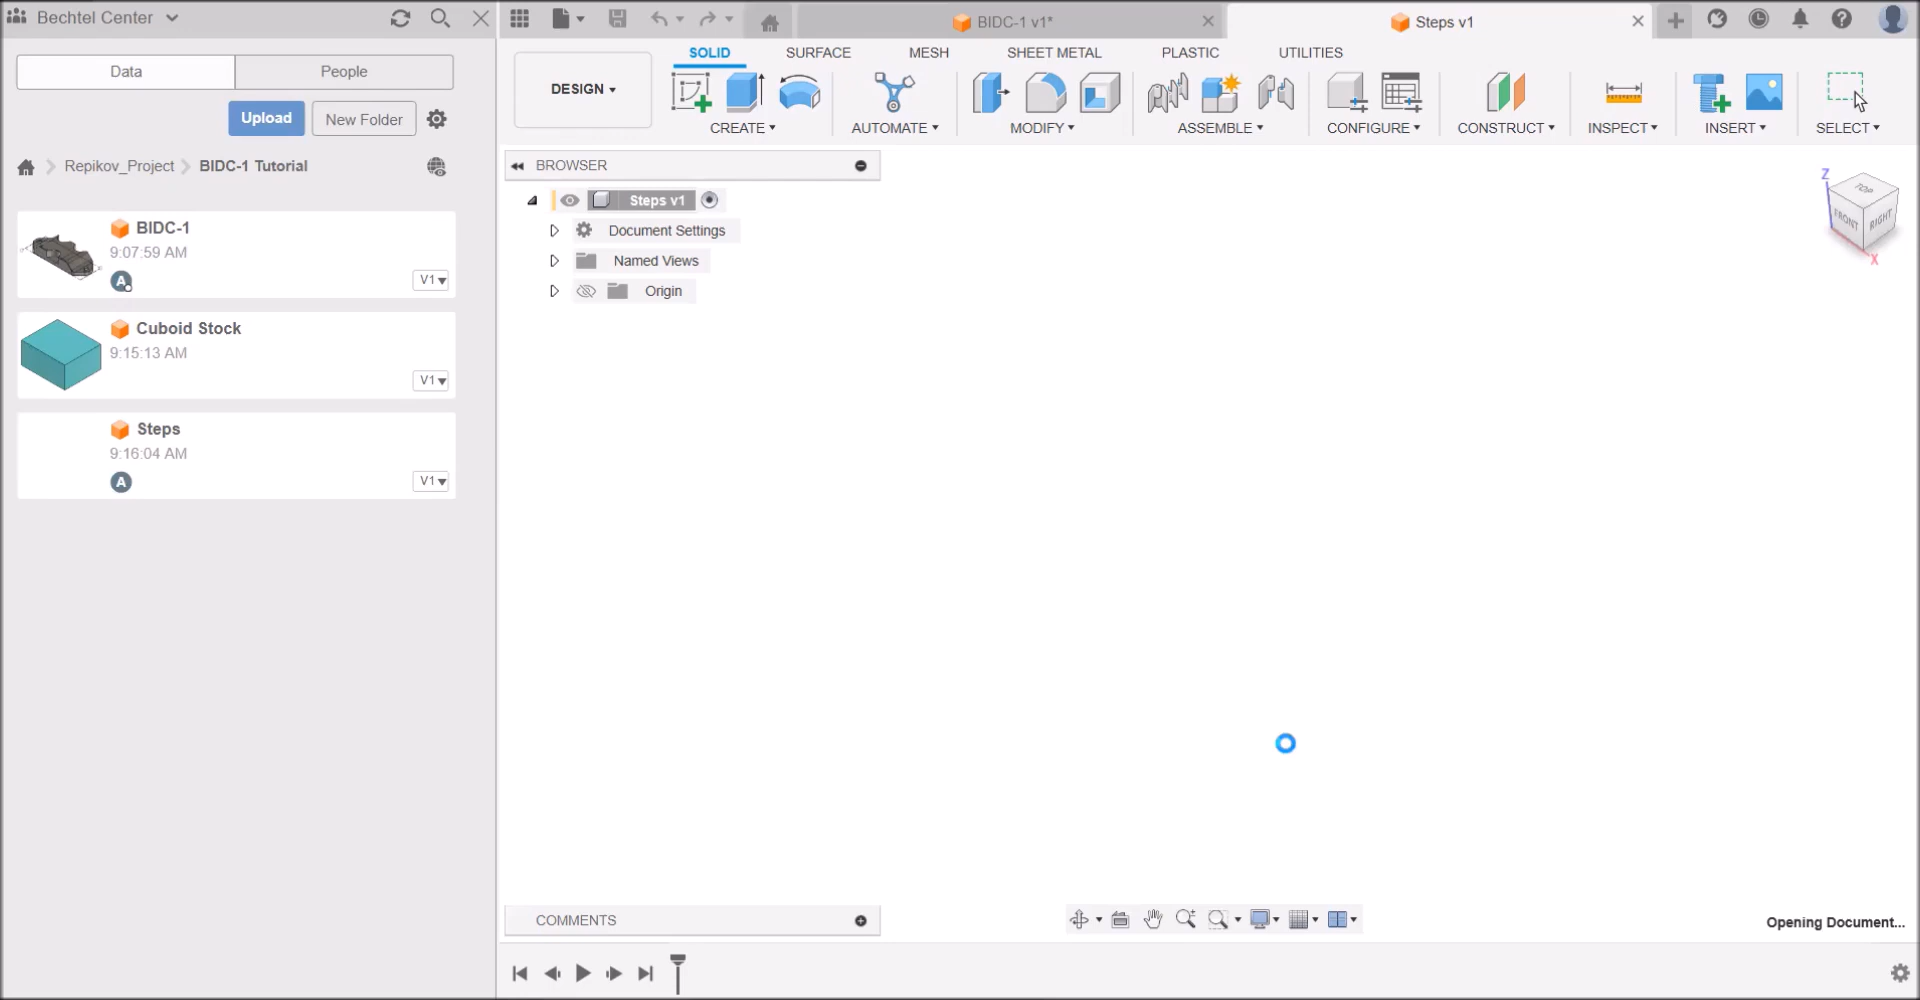 Bechtel Center
Data
People
Upload
New Folder
Repikov_Project
BIDC-1 Tutorial
BIDC-1
9:07:59 AM
A
V1
Cuboid Stock
9:15:13 AM
V1
Steps
9:16:04 AM
A
V1
BIDC-1 v1*
Steps v1
SOLID
SURFACE
MESH
SHEET METAL
PLASTIC
UTILITIES
DESIGN
CREATE
AUTOMATE
MODIFY
ASSEMBLE
CONFIGURE
CONSTRUCT
INSPECT
INSERT
SELECT
BROWSER
Steps v1
Document Settings
Named Views
Origin
Z
TOP
FRONT
RIGHT
X
COMMENTS
Opening Document...